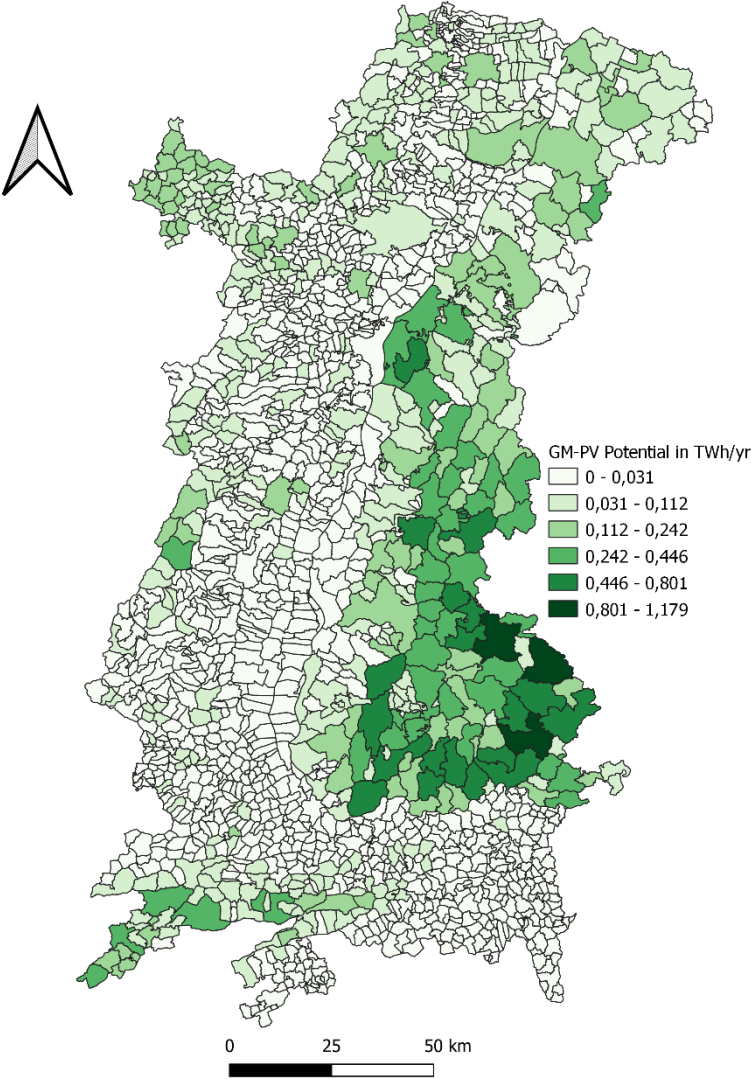 GM-PV Potential in TWh/yr
0 - 0,031
0,031 - 0,112
0,112 - 0,242
0,242 - 0,446
0,446 - 0,801
0,801 - 1,179
0 25 50 km